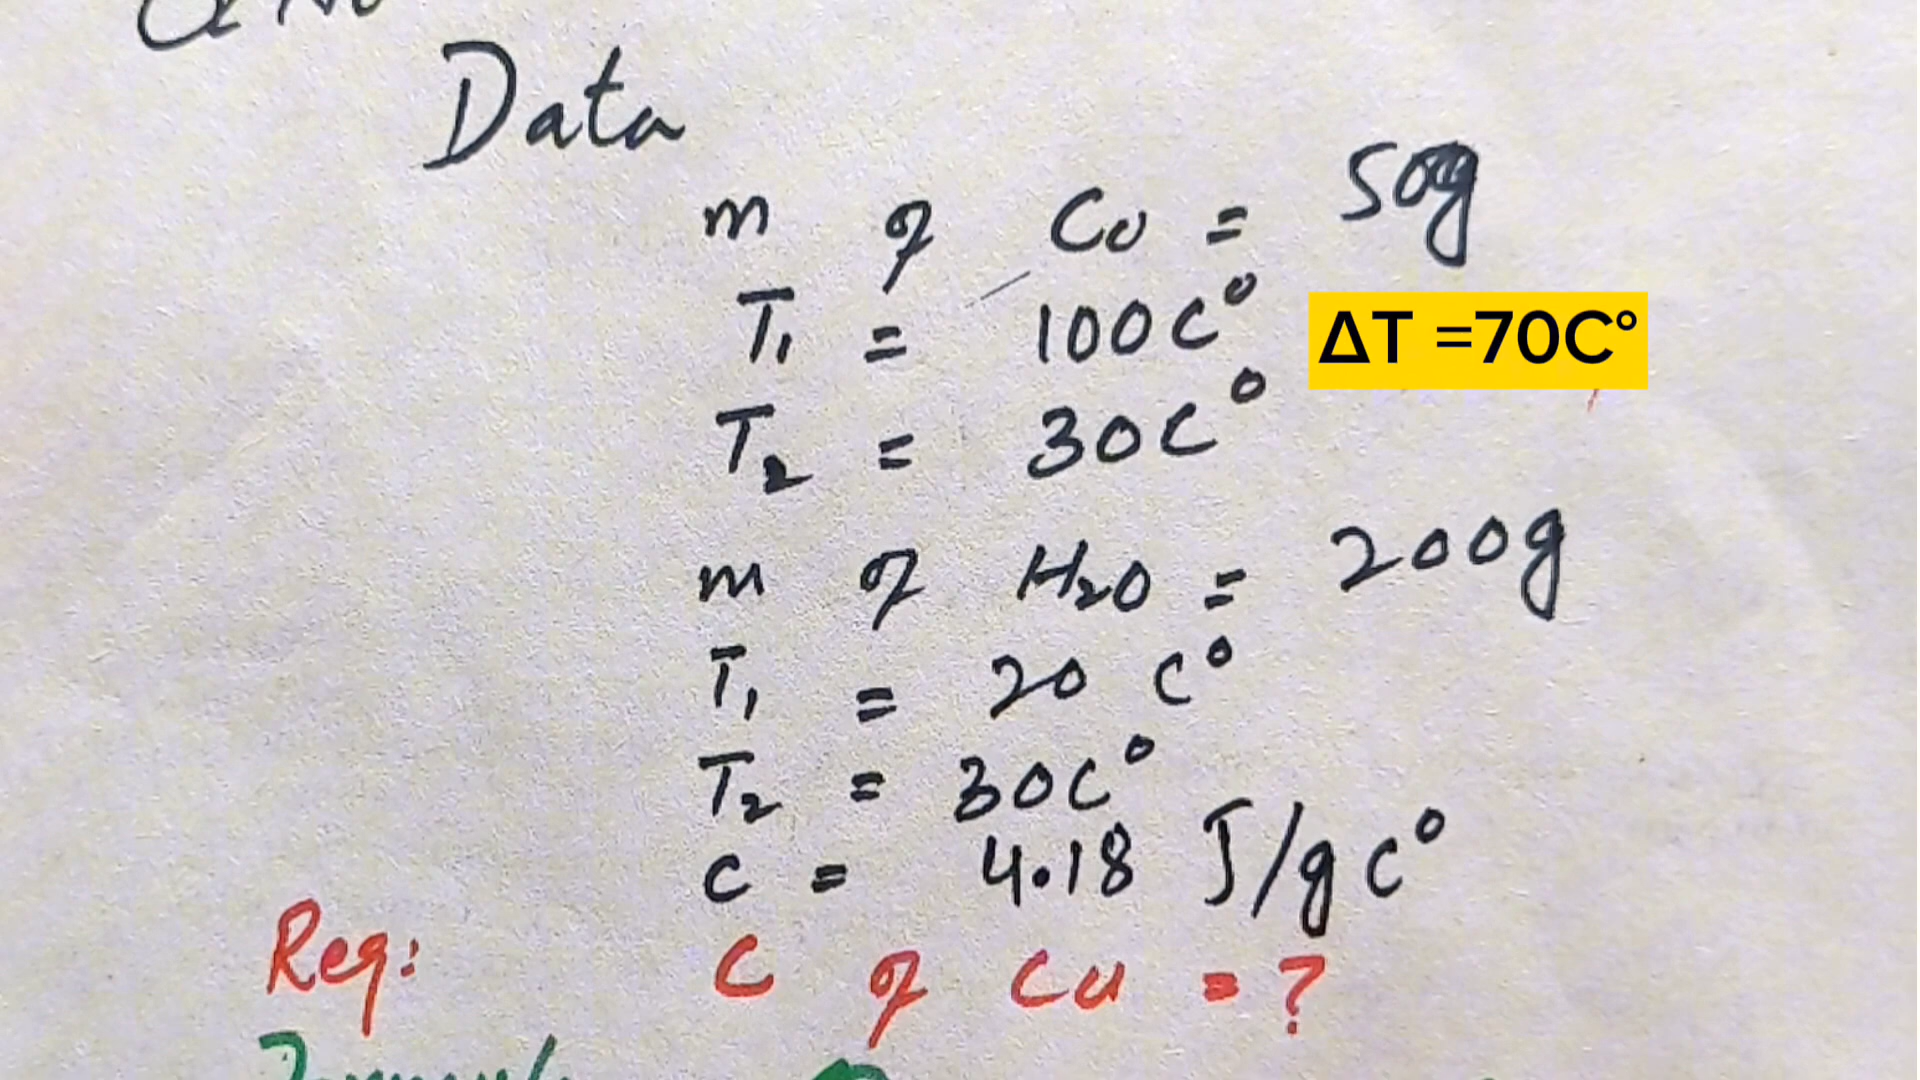 Data
m of Cu = 50g
T₁ = 100C° ΔT =70C°
T₂ = 30C°
m of H₂O = 200g
T₁ = 20 C°
T₂ = 30C°
C = 4.18 J/g C°
Req: C of Cu = ?